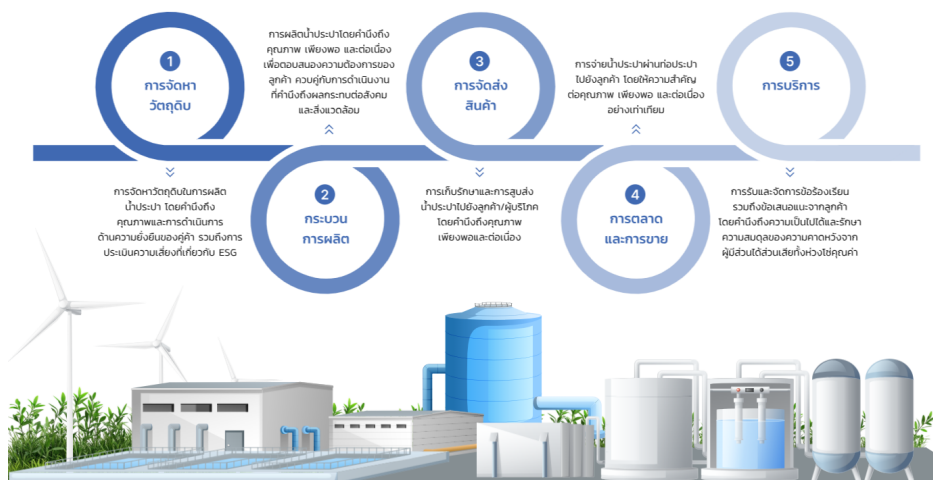 1
การจัดหา
วัตถุดิบ
การจัดหาวัตถุดิบในการผลิต
น้ำประปา โดยคำนึงถึง
คุณภาพและการดำเนินการ
ด้านความยั่งยืนของคู่ค้า รวมถึงการ
ประเมินความเสี่ยงที่เกี่ยวกับ ESG
การผลิตน้ำประปาโดยคำนึงถึง
คุณภาพ เพียงพอ และต่อเนื่อง
เพื่อตอบสนองความต้องการของ
ลูกค้า ควบคู่กับการดำเนินงาน
ที่คำนึงถึงผลกระทบต่อสังคม
และสิ่งแวดล้อม
2
กระบวน
การผลิต
3
การจัดส่ง
สินค้า
การเก็บรักษาและการสูบส่ง
น้ำประปาไปยังลูกค้า/ผู้บริโภค
โดยคำนึงถึงคุณภาพ
เพียงพอและต่อเนื่อง
การจ่ายน้ำประปาผ่านท่อประปา
ไปยังลูกค้า โดยให้ความสำคัญ
ต่อคุณภาพ เพียงพอ และต่อเนื่อง
อย่างเท่าเทียม
4
การตลาด
และการขาย
5
การบริการ
การรับและจัดการข้อร้องเรียน
รวมถึงข้อเสนอแนะจากลูกค้า
โดยคำนึงถึงความเป็นไปได้และรักษา
ความสมดุลของความคาดหวังจาก
ผู้มีส่วนได้ส่วนเสียทั้งห่วงโซ่คุณค่า